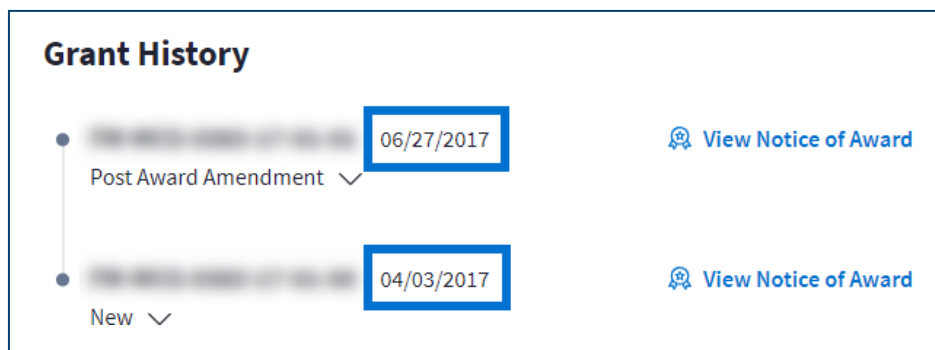 Grant History
06/27/2017 View Notice of Award
Post Award Amendment
04/03/2017 View Notice of Award
New